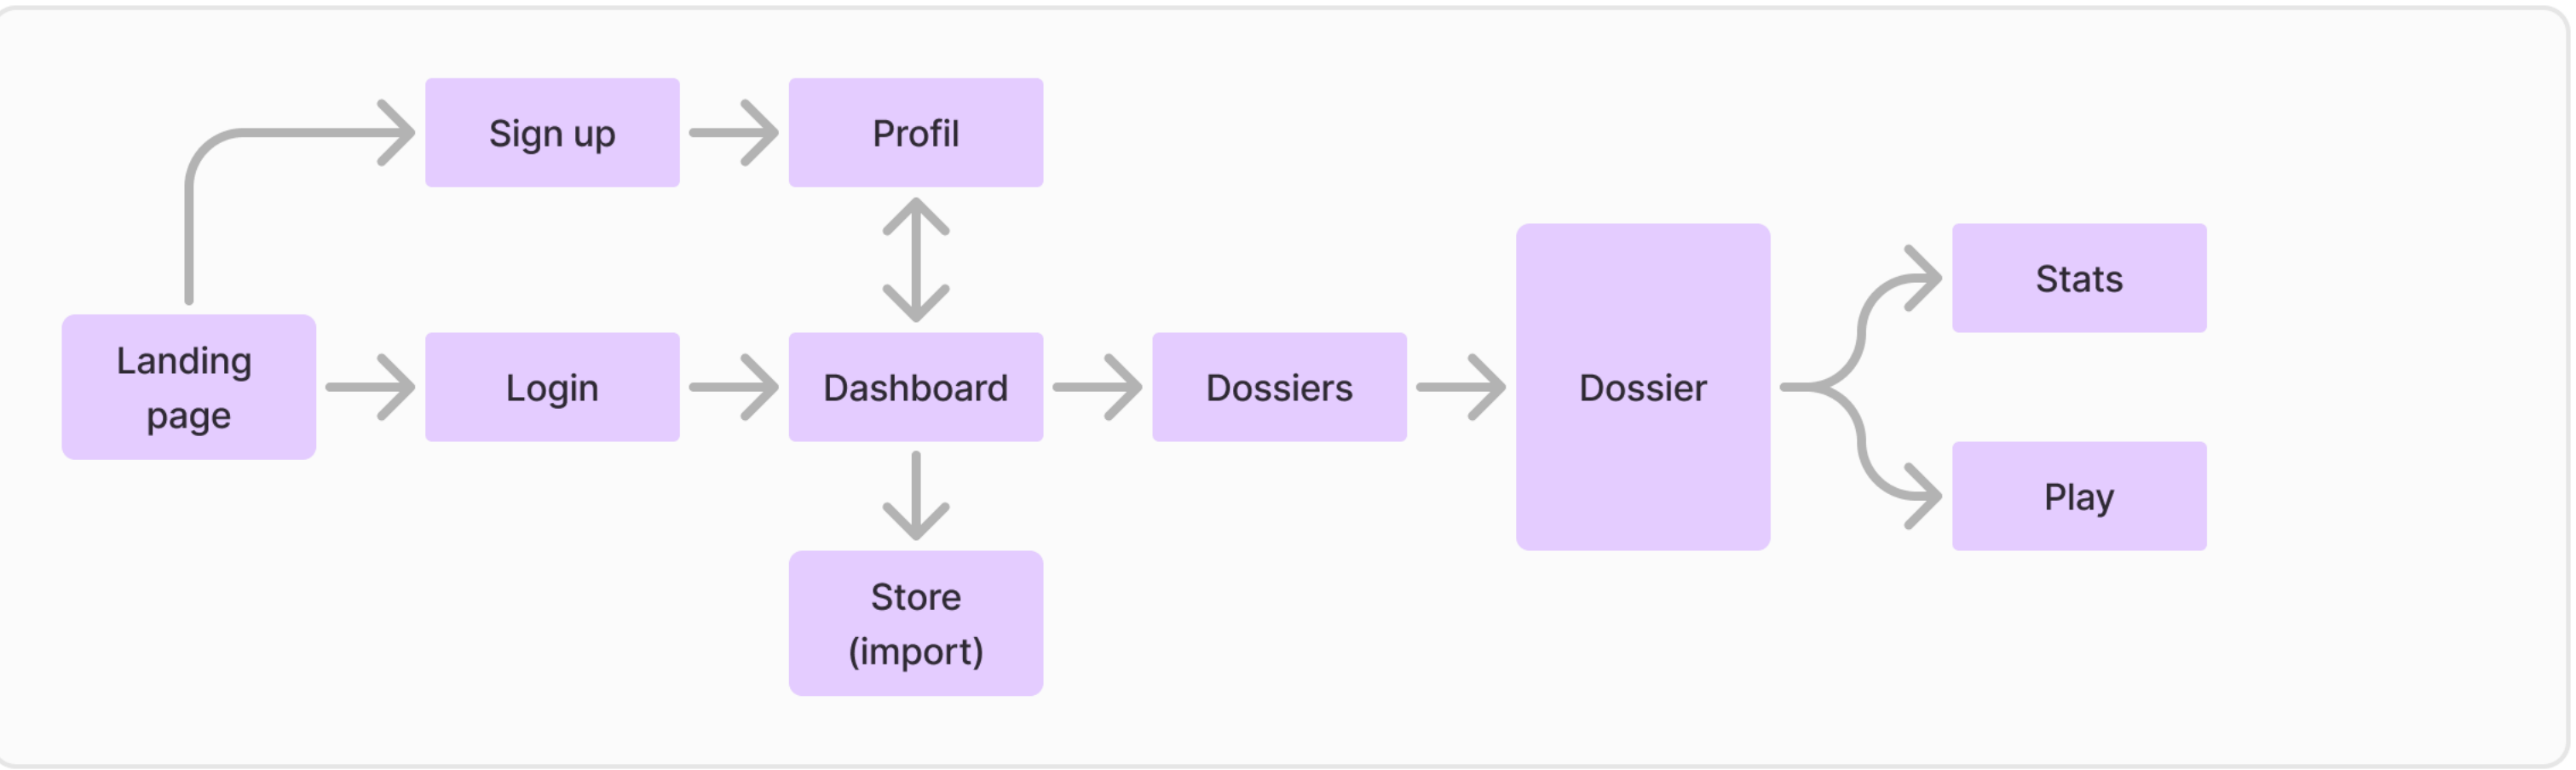 Sign up
Profil
Landing
page
Login
Dashboard
Dossiers
Dossier
Stats
Play
Store
(import)